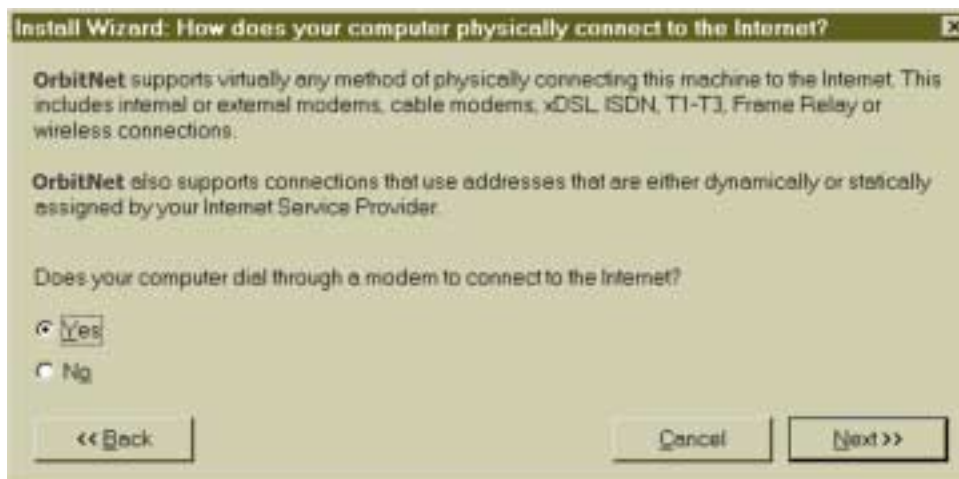 Install Wizard: How does your computer physically connect to the Internet?
OrbitNet supports virtually any method of physically connecting this machine to the Internet. This
includes internal or external modems, cable modems, xDSL, ISDN, T1-T3, Frame Relay or
wireless connections.
OrbitNet also supports connections that use addresses that are either dynamically or statically
assigned by your Internet Service Provider.
Does your computer dial through a modem to connect to the Internet?
Yes
No
<< Back
Cancel
Next >>